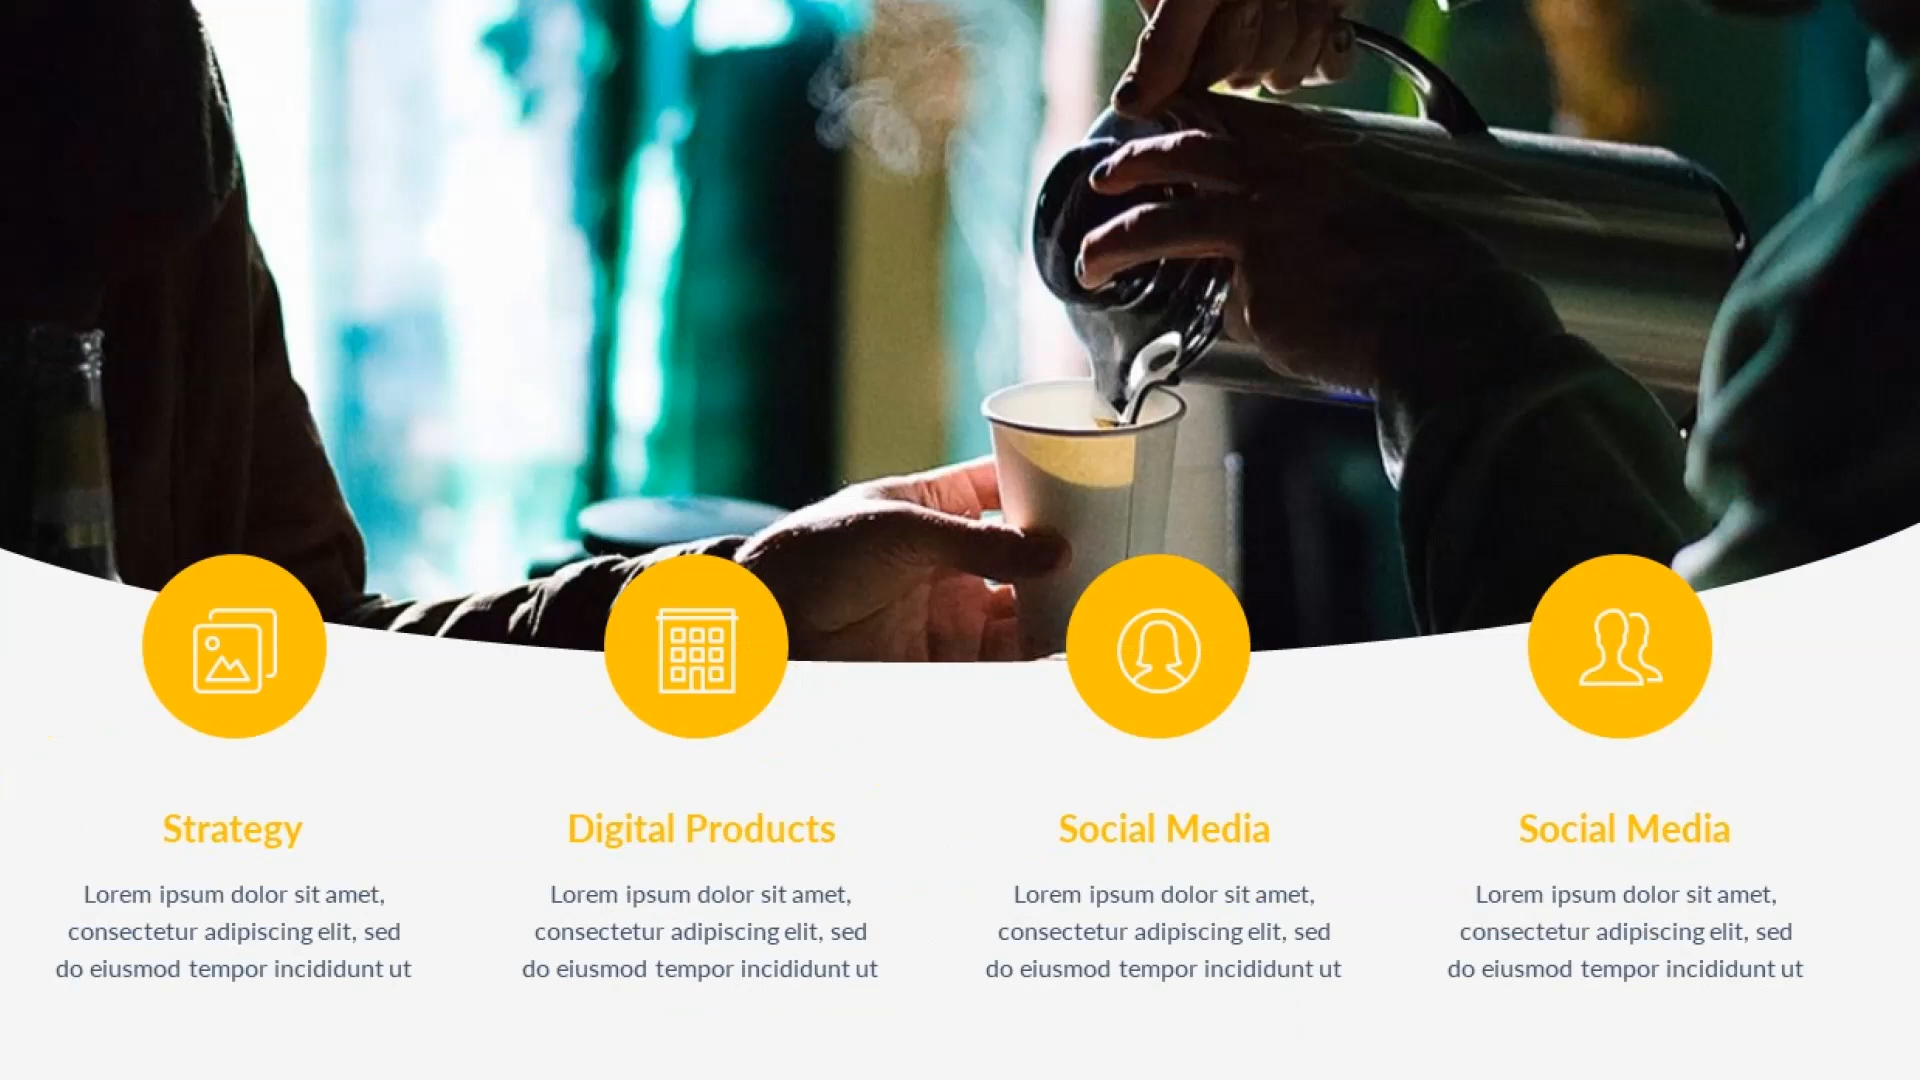 Strategy
Lorem ipsum dolor sit amet,
consectetur adipiscing elit, sed
do eiusmod tempor incididunt ut
Digital Products
Lorem ipsum dolor sit amet,
consectetur adipiscing elit, sed
do eiusmod tempor incididunt ut
Social Media
Lorem ipsum dolor sit amet,
consectetur adipiscing elit, sed
do eiusmod tempor incididunt ut
Social Media
Lorem ipsum dolor sit amet,
consectetur adipiscing elit, sed
do eiusmod tempor incididunt ut